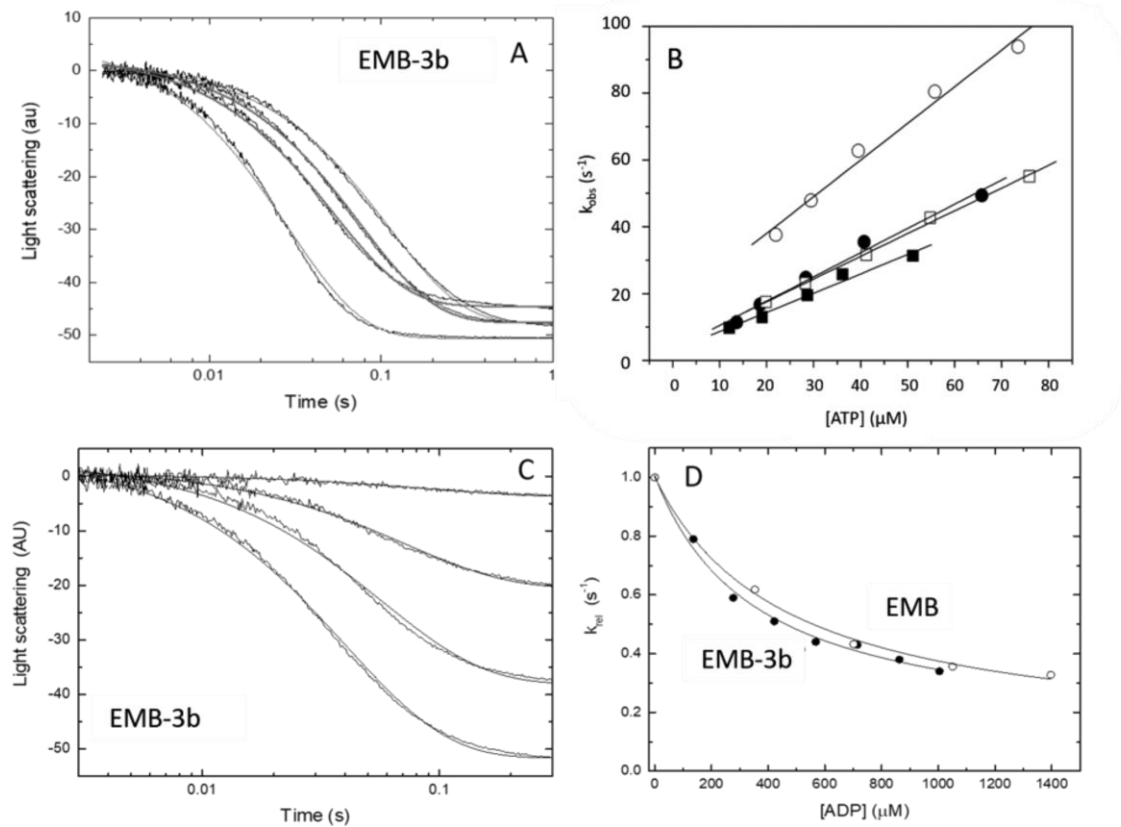 A
EMB-3b
Light scattering (au)
10
0
-10
-20
-30
-40
-50
0.01
0.1
1
Time (s)
B
k_obs (s⁻¹)
100
80
60
40
20
0
0
10
20
30
40
50
60
70
80
[ATP] (μM)
C
EMB-3b
Light scattering (AU)
0
-10
-20
-30
-40
-50
0.01
0.1
Time (s)
D
EMB
EMB-3b
k_rel (s⁻¹)
1.0
0.8
0.6
0.4
0.2
0.0
0
200
400
600
800
1000
1200
1400
[ADP] (μM)